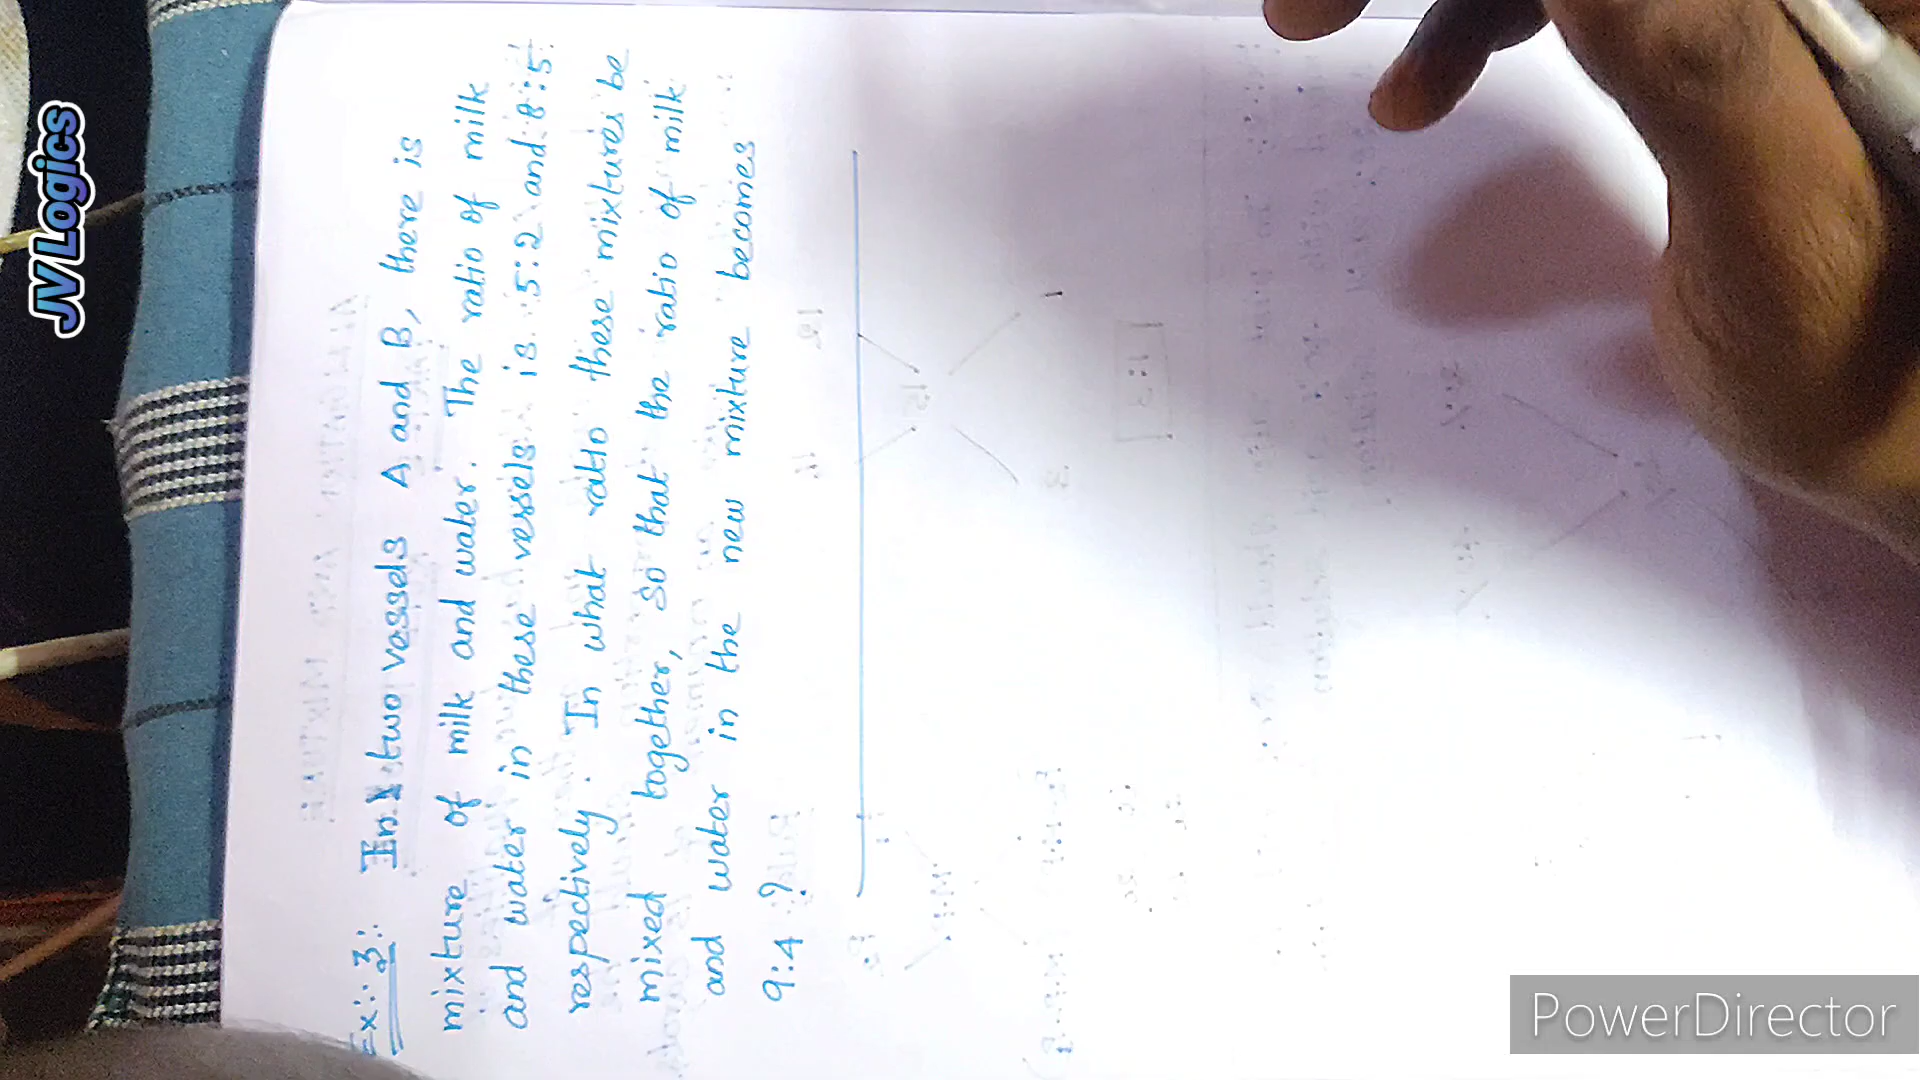 JV Logics
Ex:-3:- In two vessels A and B, there is
mixture of milk and water. The ratio of milk
and water in these vessels is 5:2 and 8:5
respectively. In what ratio these mixtures be
mixed together, so that the ratio of milk
and water in the new mixture becomes
9:4 ?
PowerDirector